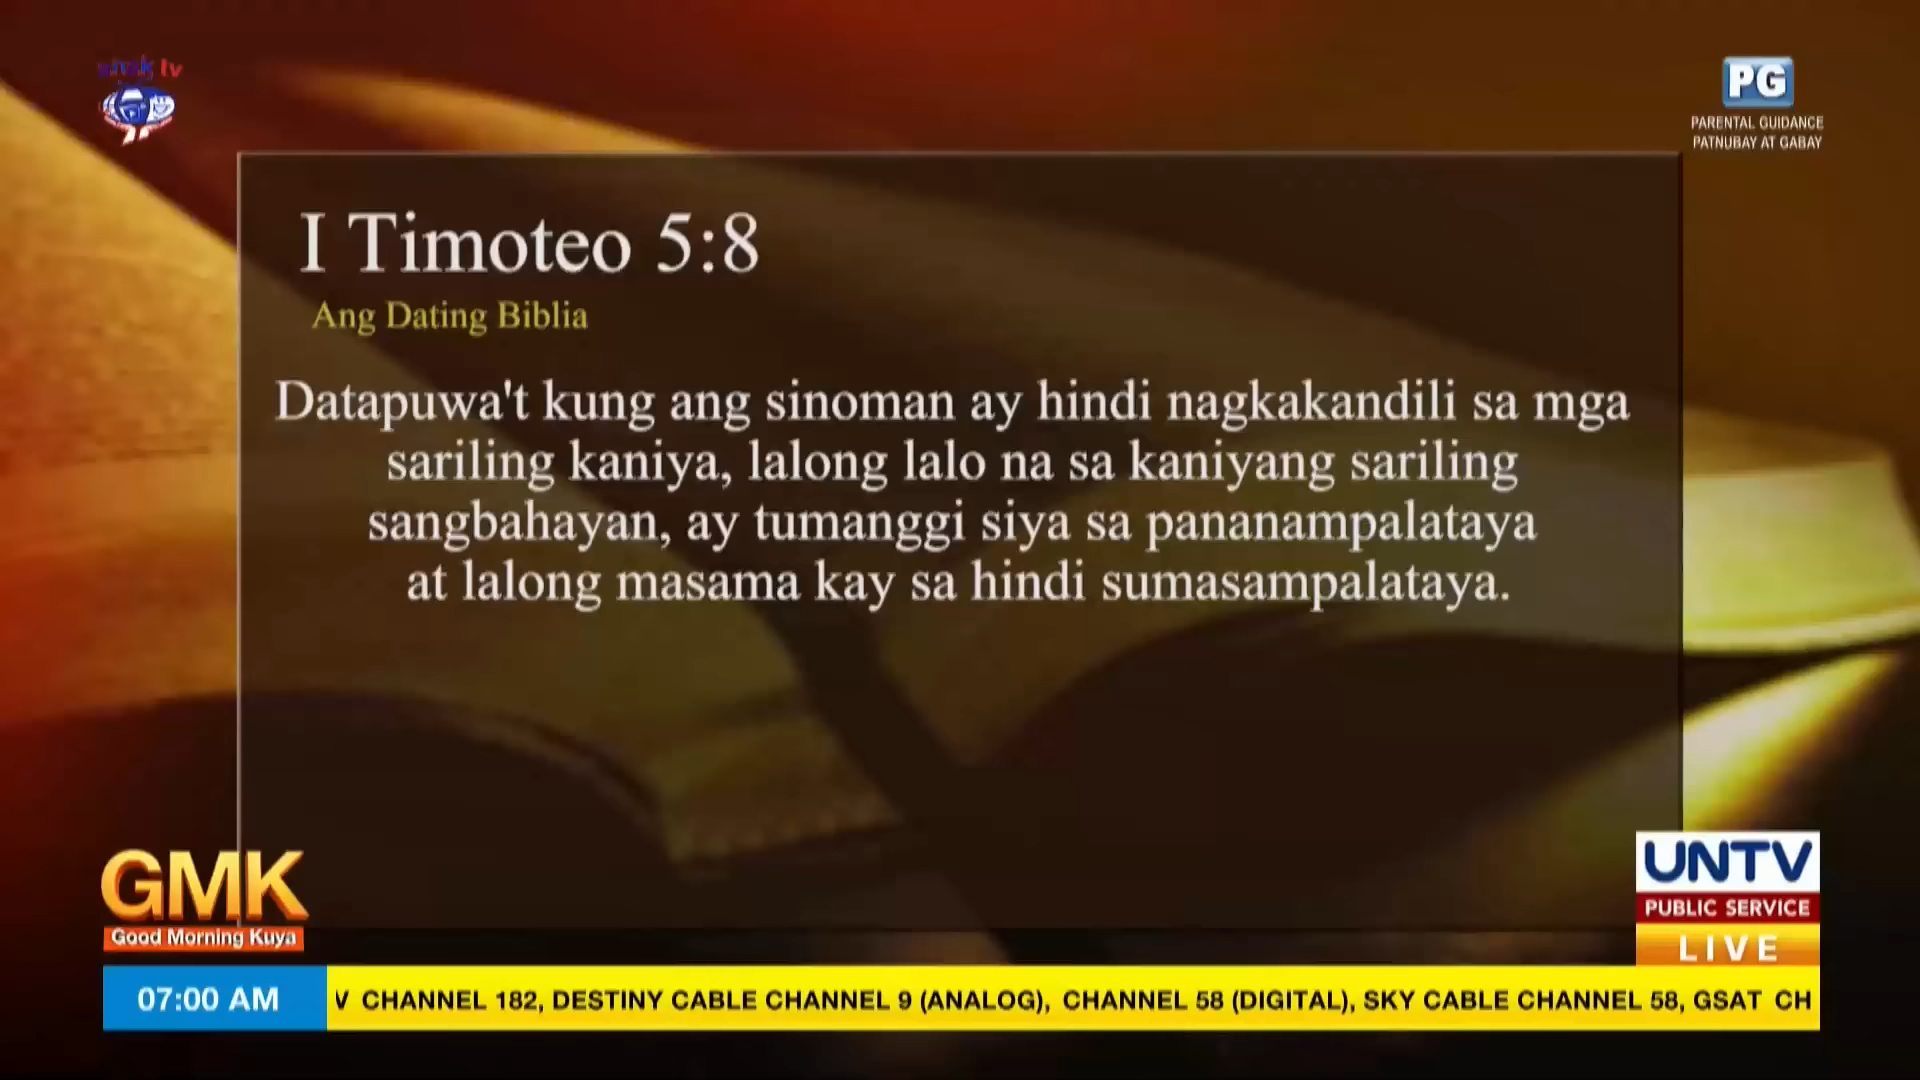 PG
PARENTAL GUIDANCE
PATNUBAY AT GABAY
I Timoteo 5:8
Ang Dating Biblia
Datapuwa't kung ang sinoman ay hindi nagkakandili sa mga
sariling kaniya, lalong lalo na sa kaniyang sariling
sangbahayan, ay tumanggi siya sa pananampalataya
at lalong masama kay sa hindi sumasampalataya.
GMK
Good Morning Kuya
UNTV
PUBLIC SERVICE
LIVE
07:00 AM
V CHANNEL 182, DESTINY CABLE CHANNEL 9 (ANALOG), CHANNEL 58 (DIGITAL), SKY CABLE CHANNEL 58, GSAT CH